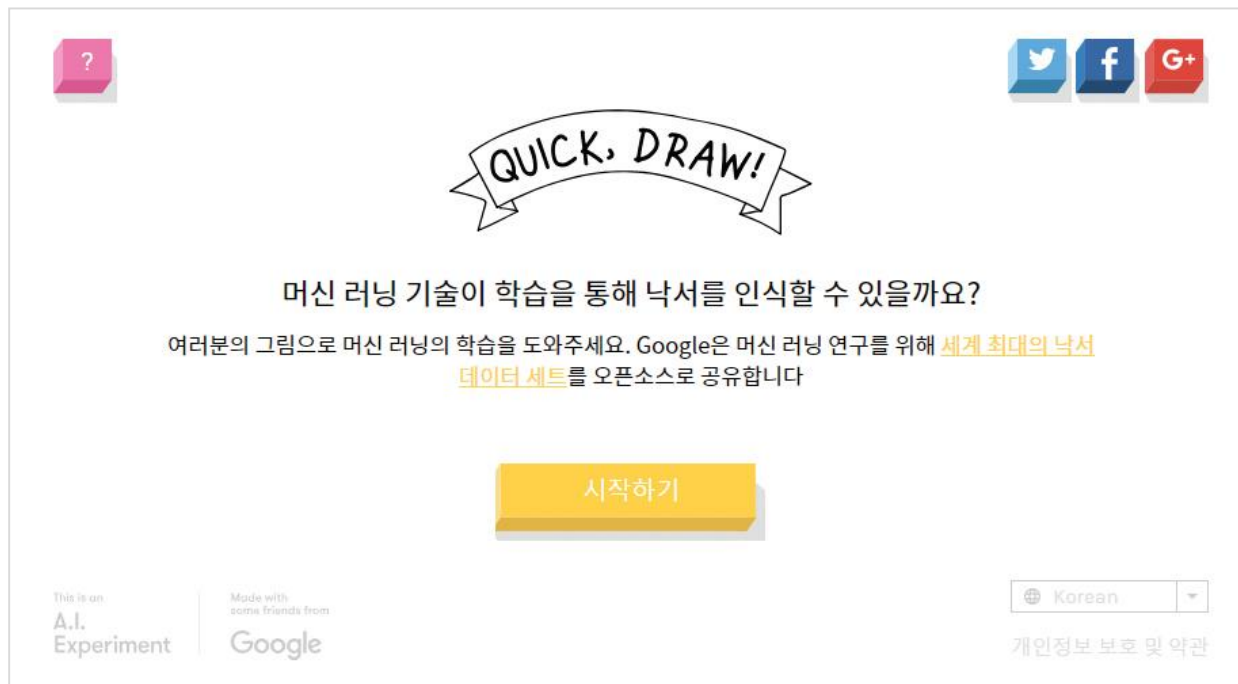 ?
G+
QUICK, DRAW!
머신 러닝 기술이 학습을 통해 낙서를 인식할 수 있을까요?
여러분의 그림으로 머신 러닝의 학습을 도와주세요. Google은 머신 러닝 연구를 위해 세계 최대의 낙서
데이터 세트를 오픈소스로 공유합니다
시작하기
This is an
A.I.
Experiment
Made with
some friends from
Google
Korean
개인정보 보호 및 약관